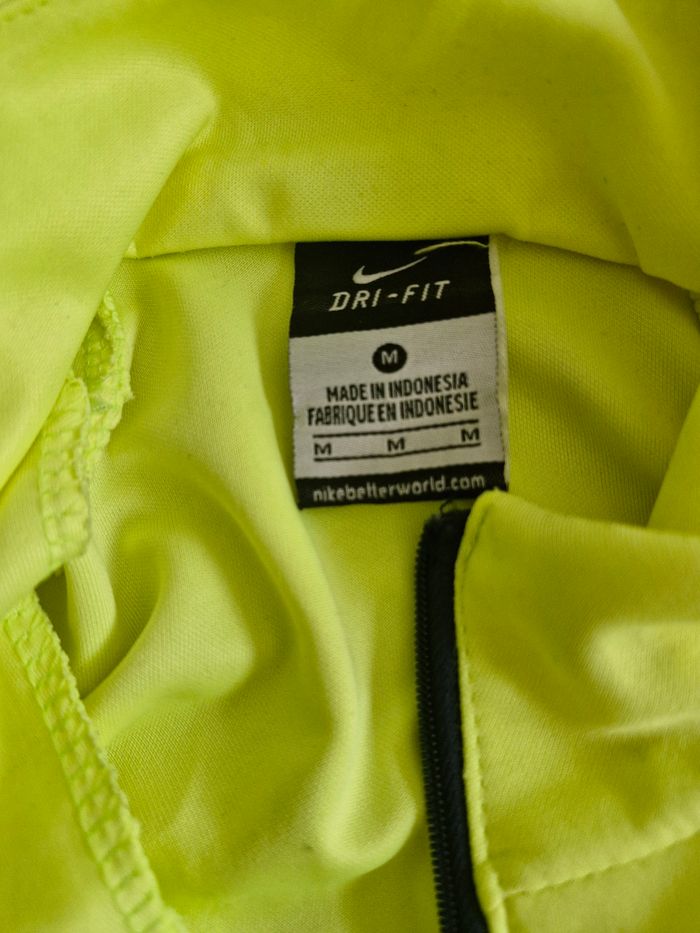 DRI-FIT
M
MADE IN INDONESIA
FABRIQUE EN INDONESIE
M M M
nikebetterworld.com